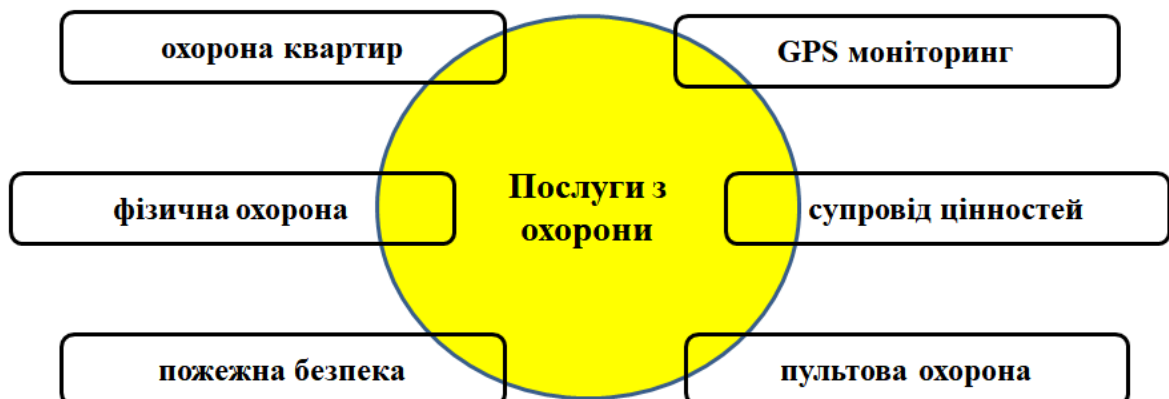 охорона квартир
GPS моніторинг
фізична охорона
Послуги з
охорони
супровід цінностей
пожежна безпека
пультова охорона